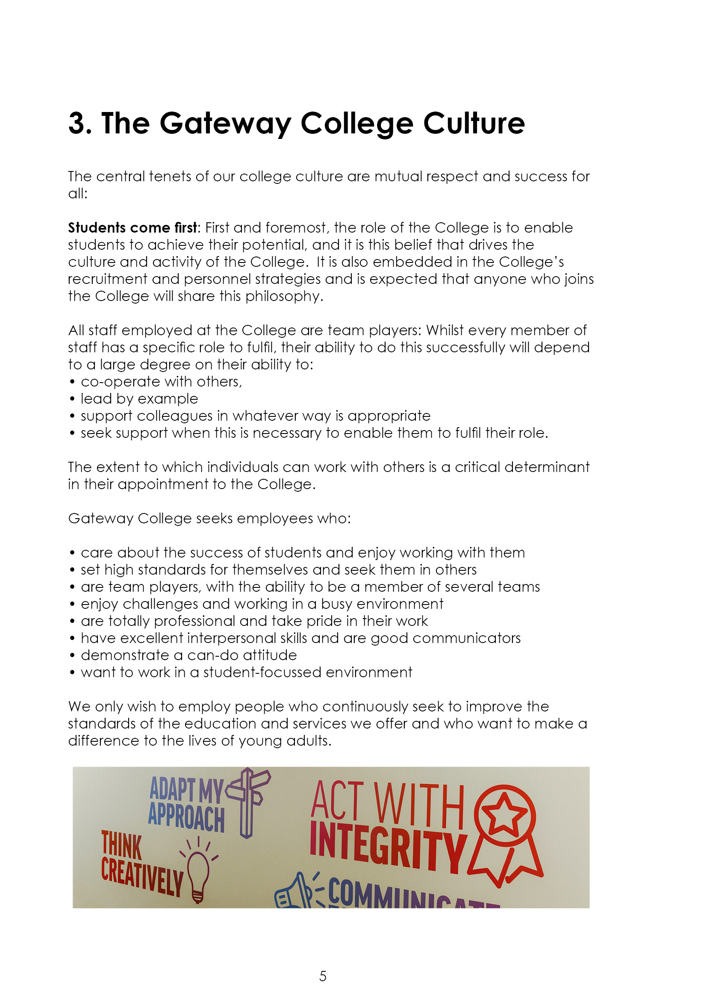 3. The Gateway College Culture
The central tenets of our college culture are mutual respect and success for
all:
Students come first: First and foremost, the role of the College is to enable
students to achieve their potential, and it is this belief that drives the
culture and activity of the College.  It is also embedded in the College’s
recruitment and personnel strategies and is expected that anyone who joins
the College will share this philosophy.
All staff employed at the College are team players: Whilst every member of
staff has a specific role to fulfil, their ability to do this successfully will depend
to a large degree on their ability to:
• co-operate with others,
• lead by example
• support colleagues in whatever way is appropriate
• seek support when this is necessary to enable them to fulfil their role.
The extent to which individuals can work with others is a critical determinant
in their appointment to the College.
Gateway College seeks employees who:
• care about the success of students and enjoy working with them
• set high standards for themselves and seek them in others
• are team players, with the ability to be a member of several teams
• enjoy challenges and working in a busy environment
• are totally professional and take pride in their work
• have excellent interpersonal skills and are good communicators
• demonstrate a can-do attitude
• want to work in a student-focussed environment
We only wish to employ people who continuously seek to improve the
standards of the education and services we offer and who want to make a
difference to the lives of young adults.
ADAPT MY
APPROACH
THINK
CREATIVELY
ACT WITH
INTEGRITY
COMMUNICATE
5